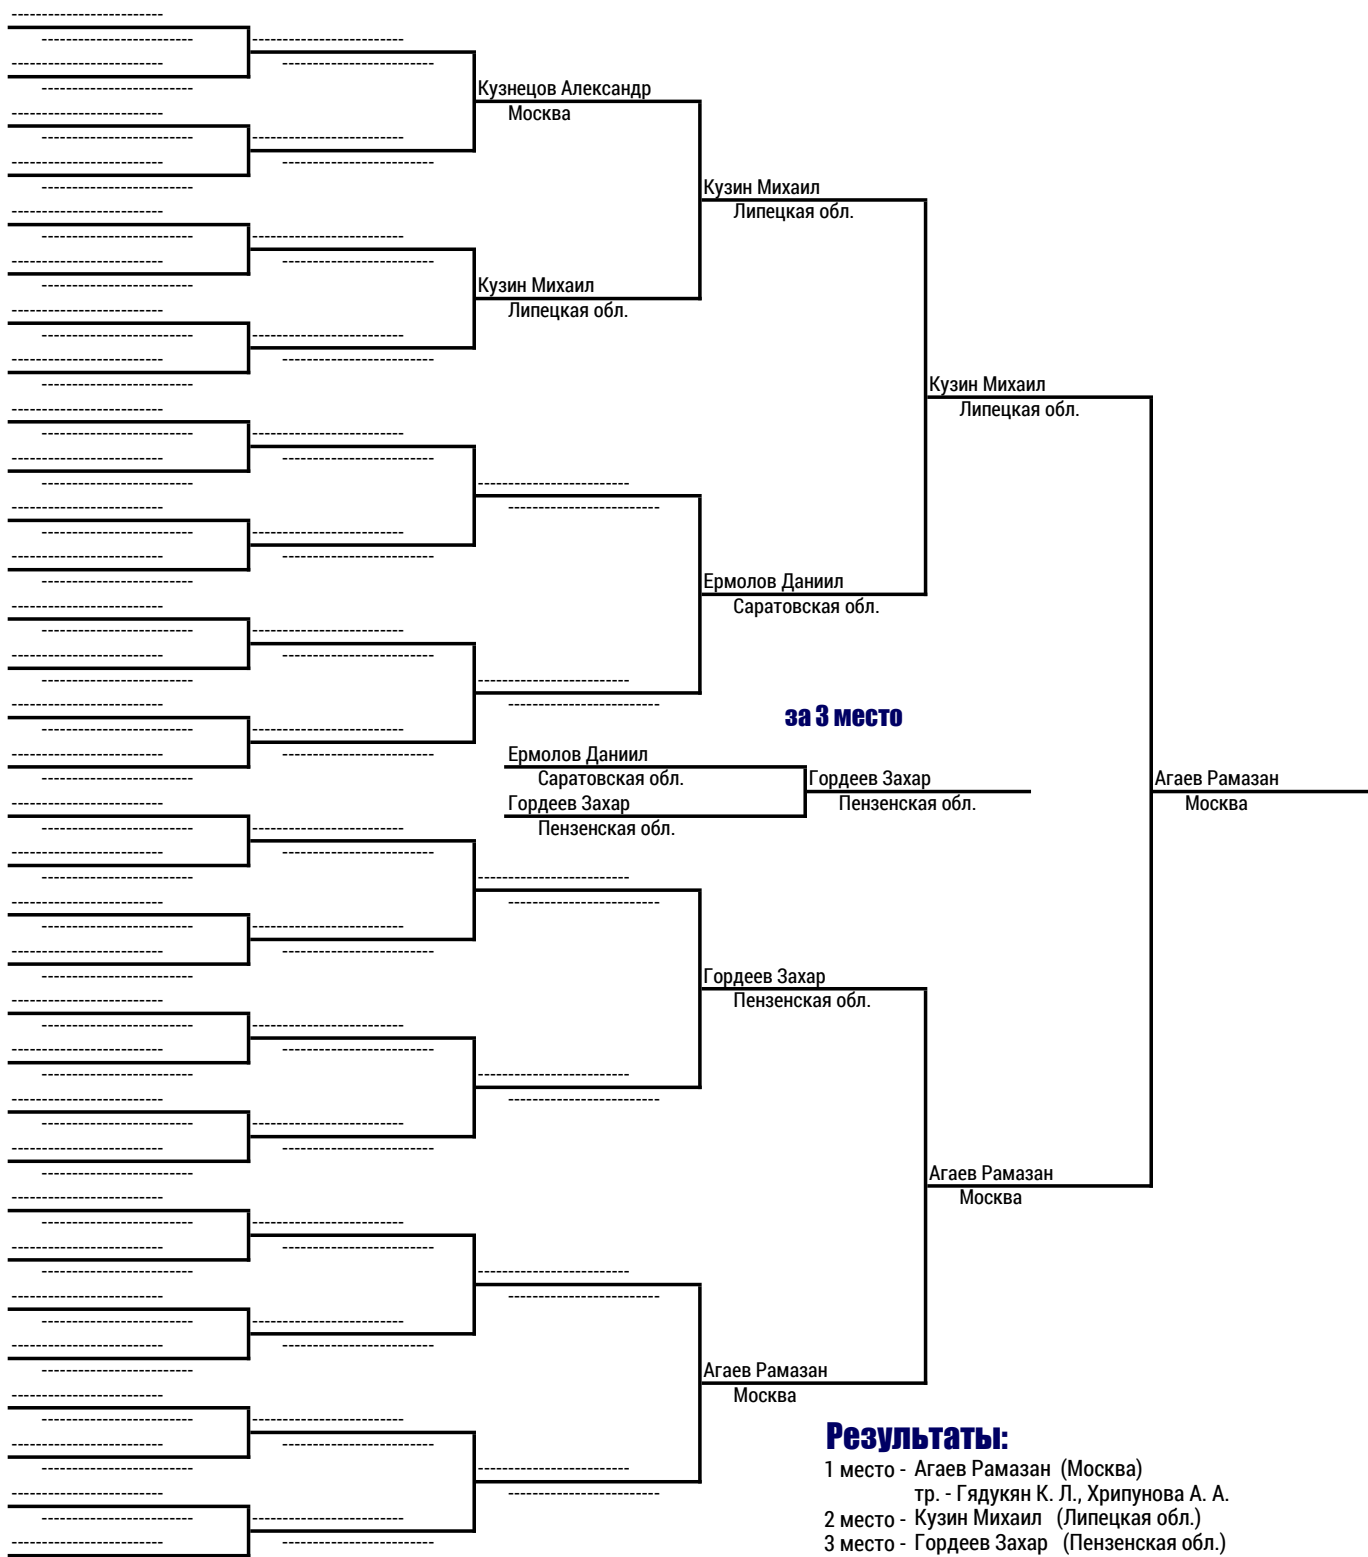 Кузнецов Александр
Москва
Кузин Михаил
Липецкая обл.
Кузин Михаил
Липецкая обл.
Кузин Михаил
Липецкая обл.
Ермолов Даниил
Саратовская обл.
за 3 место
Ермолов Даниил
Саратовская обл.
Гордеев Захар
Пензенская обл.
Гордеев Захар
Пензенская обл.
Агаев Рамазан
Москва
Гордеев Захар
Пензенская обл.
Агаев Рамазан
Москва
Агаев Рамазан
Москва
Результаты:
1 место - Агаев Рамазан (Москва)
тр. - Гядукян К. Л., Хрипунова А. А.
2 место - Кузин Михаил (Липецкая обл.)
3 место - Гордеев Захар (Пензенская обл.)